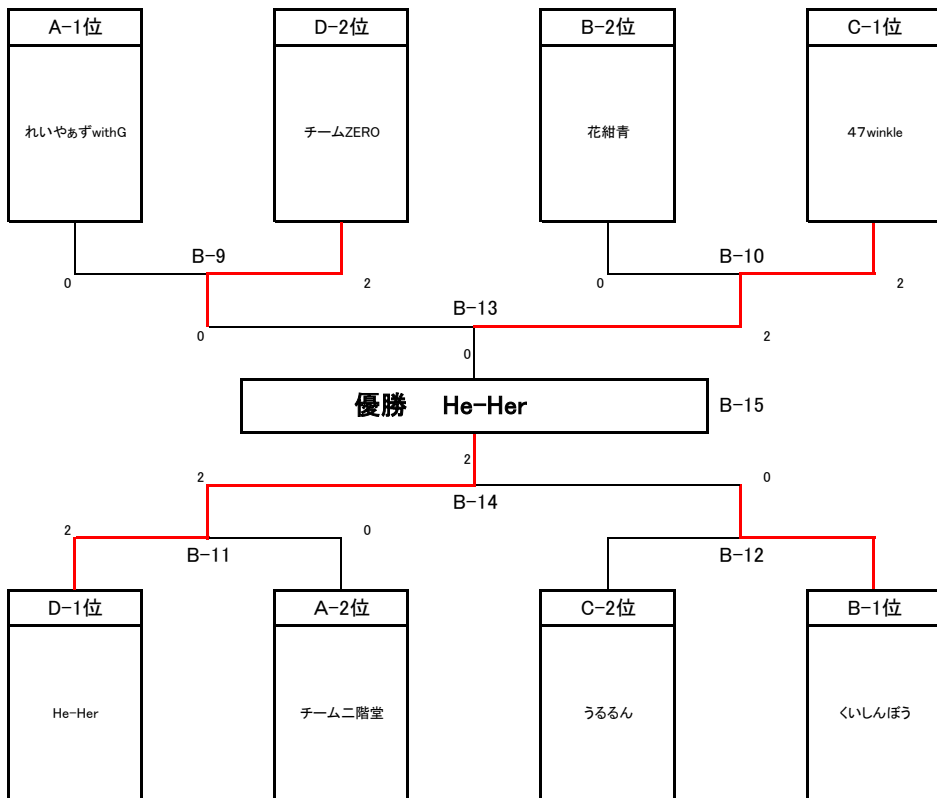 A-1位 D-2位 B-2位 C-1位
れいやぁずwithG チームZERO 花紺青 47winkle
B-9 B-10
0 2 0 2
B-13
0 2
0
優勝 He-Her B-15
2
2 0
B-14
2 0
B-11 B-12
D-1位 A-2位 C-2位 B-1位
He-Her チーム二階堂 うるるん くいしんぼう